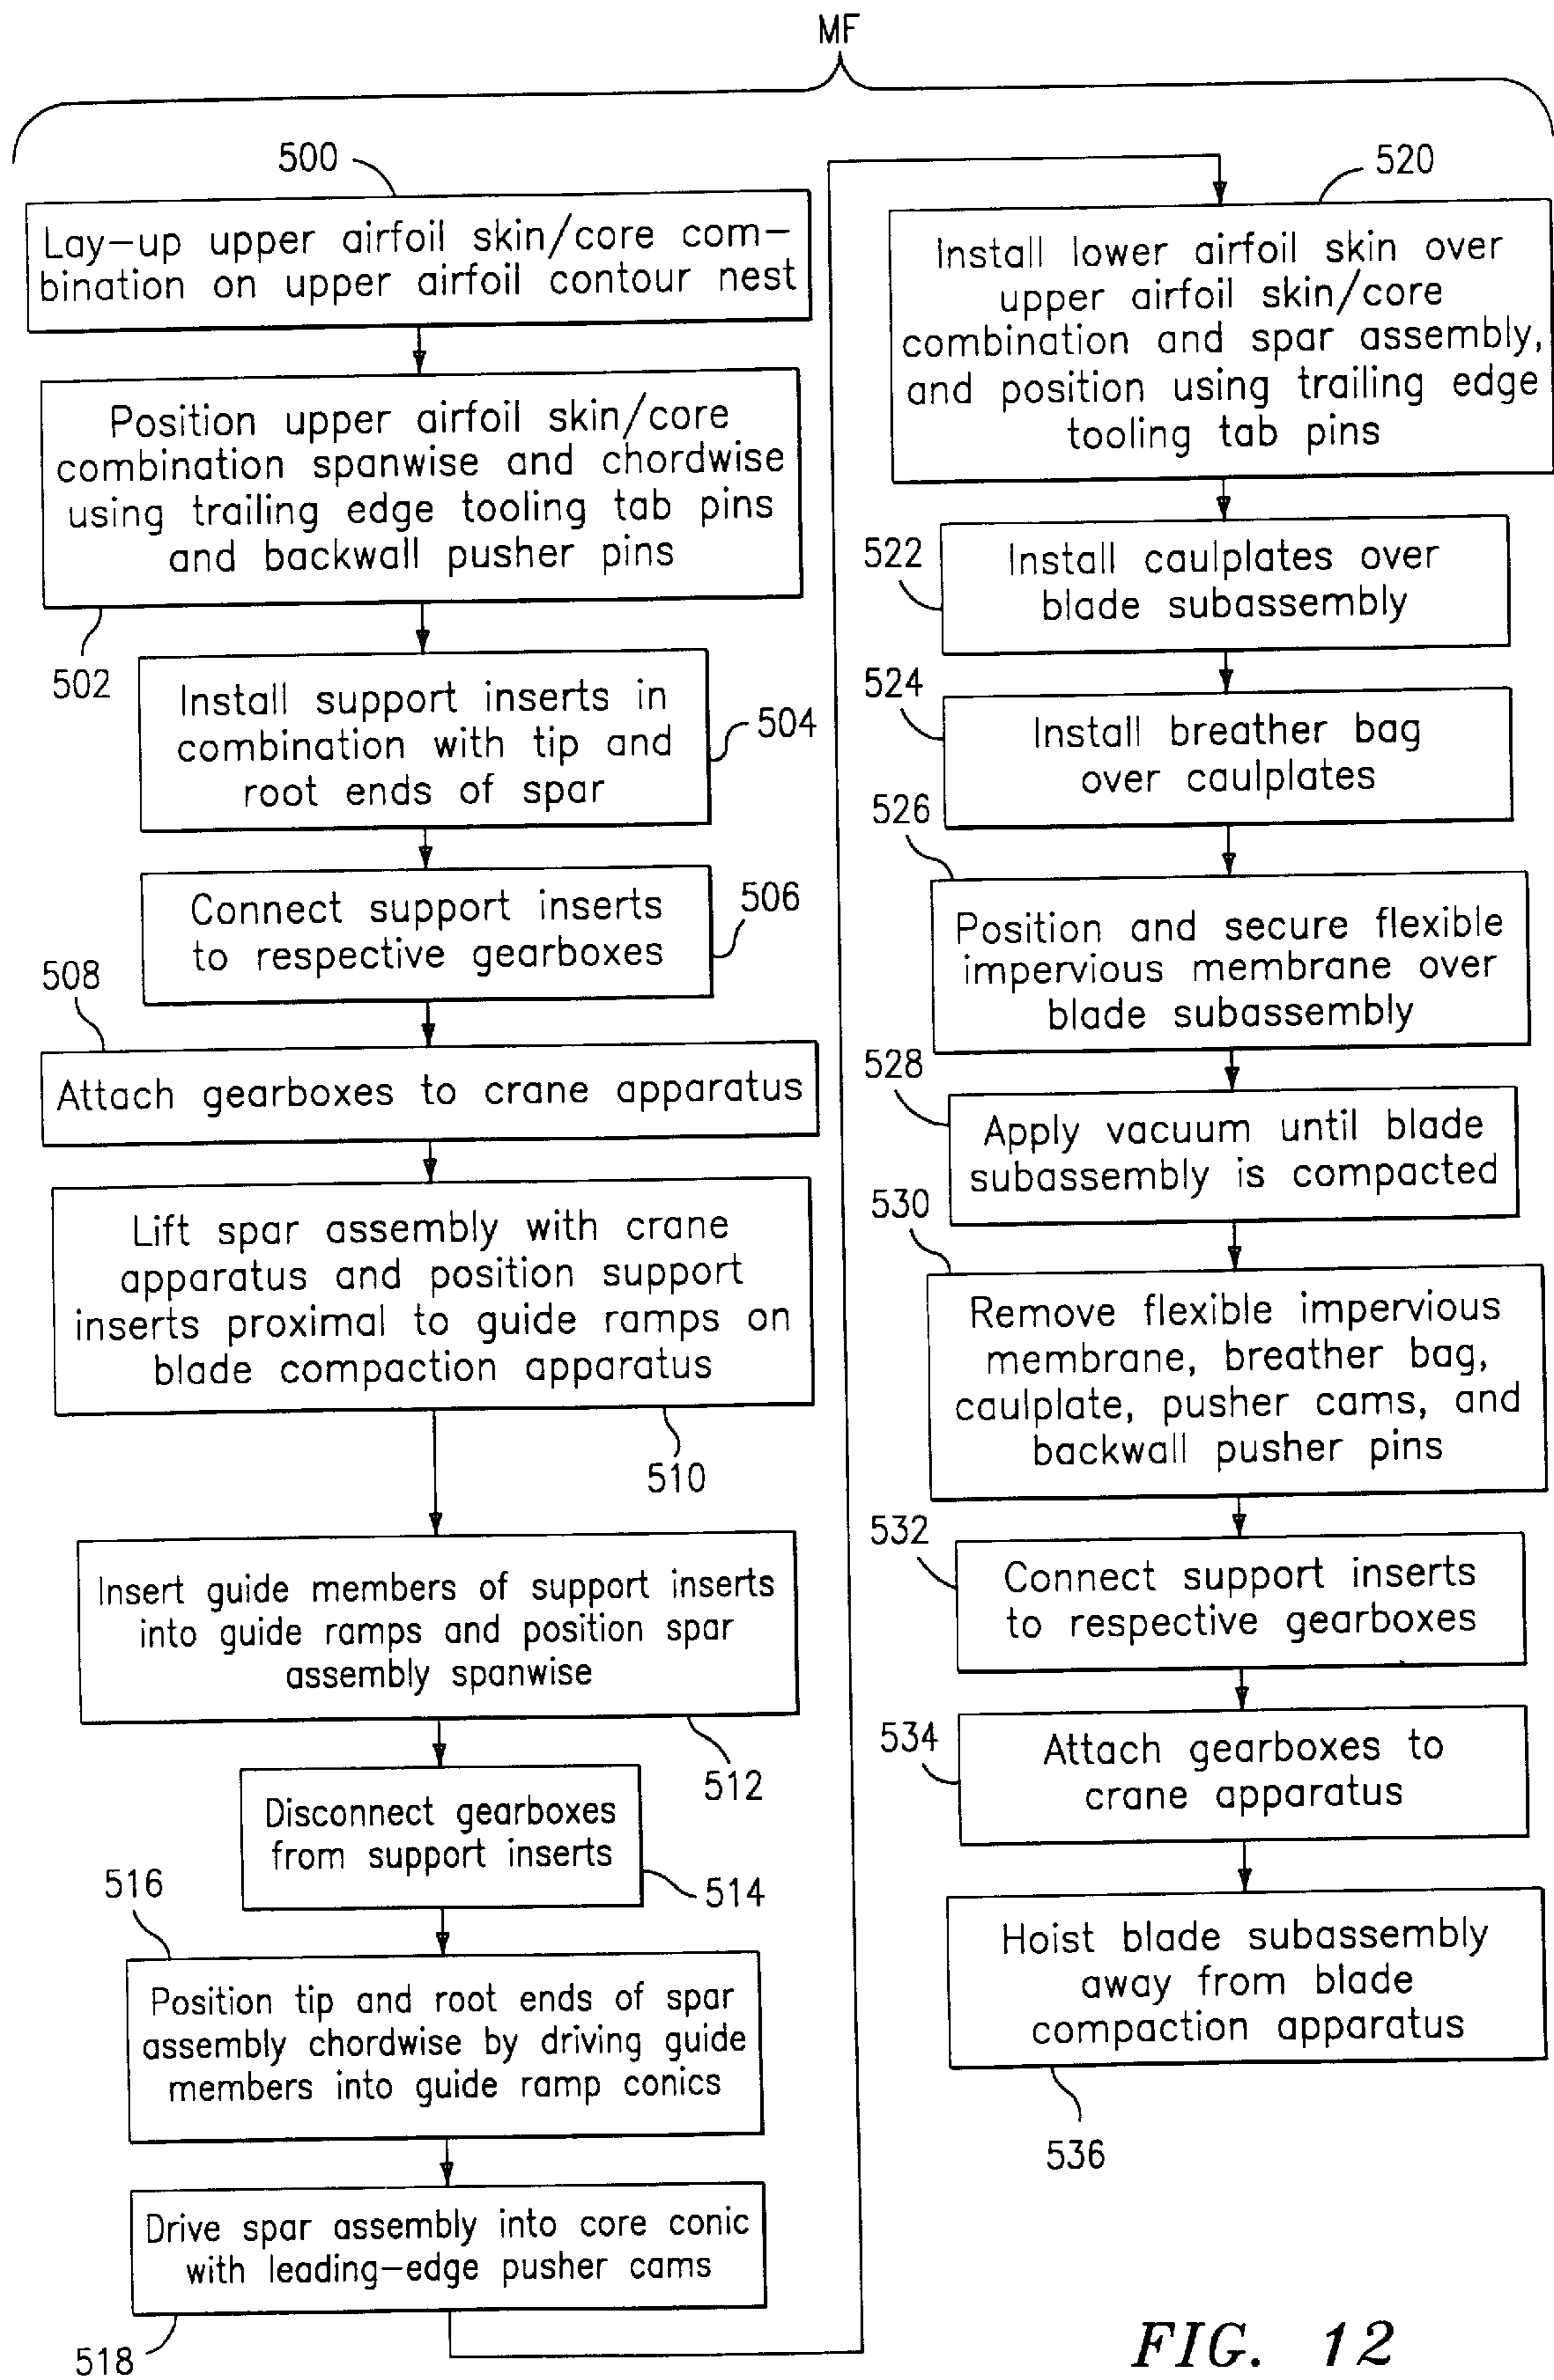 MF
500
Lay-up upper airfoil skin/core com-
bination on upper airfoil contour nest
Position upper airfoil skin/core
combination spanwise and chordwise
using trailing edge tooling tab pins
and backwall pusher pins
502
Install support inserts in
combination with tip and
root ends of spar
504
Connect support inserts
to respective gearboxes
506
508
Attach gearboxes to crane apparatus
Lift spar assembly with crane
apparatus and position support
inserts proximal to guide ramps on
blade compaction apparatus
510
Insert guide members of support inserts
into guide ramps and position spar
assembly spanwise
512
Disconnect gearboxes
from support inserts
514
516
Position tip and root ends of spar
assembly chordwise by driving guide
members into guide ramp conics
Drive spar assembly into core conic
with leading-edge pusher cams
518
520
Install lower airfoil skin over
upper airfoil skin/core
combination and spar assembly,
and position using trailing edge
tooling tab pins
522
Install caulplates over
blade subassembly
524
Install breather bag
over caulplates
526
Position and secure flexible
impervious membrane over
blade subassembly
528
Apply vacuum until blade
subassembly is compacted
530
Remove flexible impervious
membrane, breather bag,
caulplate, pusher cams, and
backwall pusher pins
532
Connect support inserts
to respective gearboxes
534
Attach gearboxes to
crane apparatus
Hoist blade subassembly
away from blade
compaction apparatus
536
FIG. 12